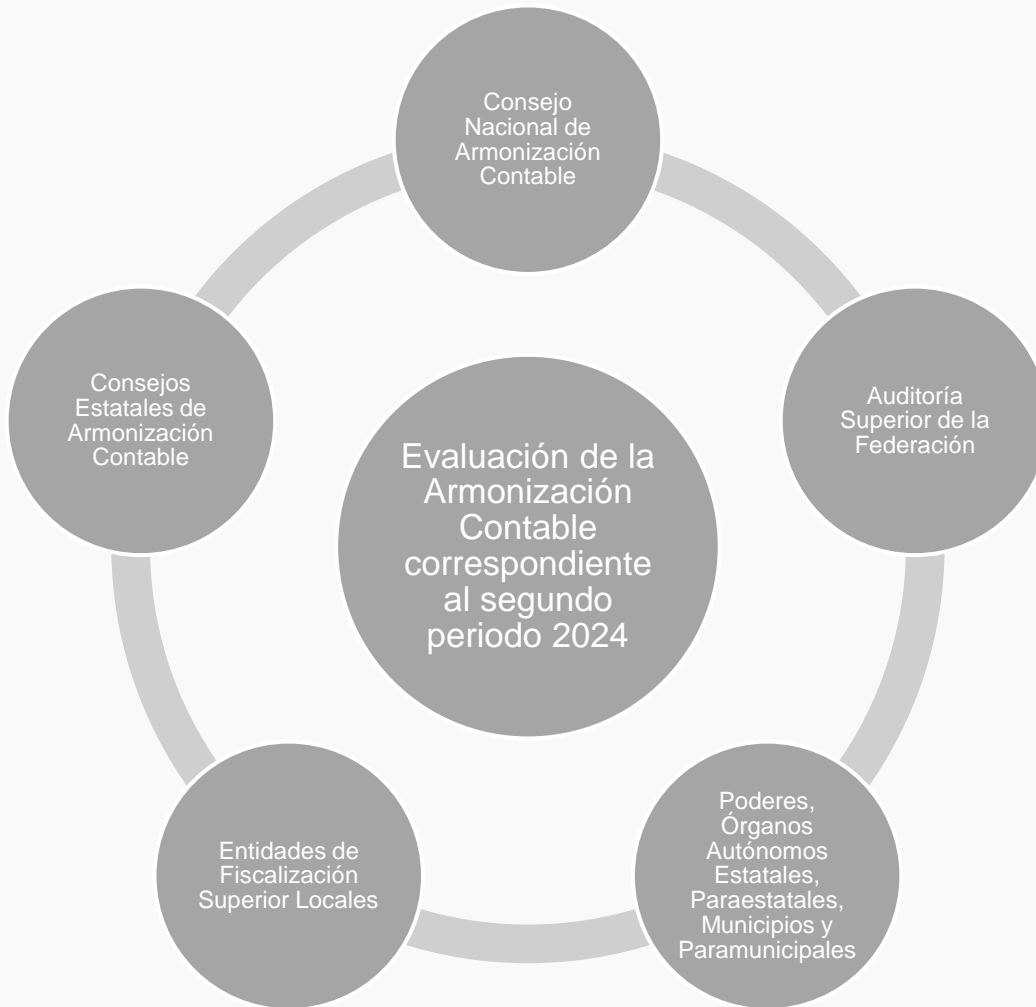 Consejo
Nacional de
Armonización
Contable
Consejos
Estatales de
Armonización
Contable
Auditoría
Superior de la
Federación
Evaluación de la
Armonización
Contable
correspondiente
al segundo
periodo 2024
Entidades de
Fiscalización
Superior Locales
Poderes,
Órganos
Autónomos
Estatales,
Paraestatales,
Municipios y
Paramunicipales